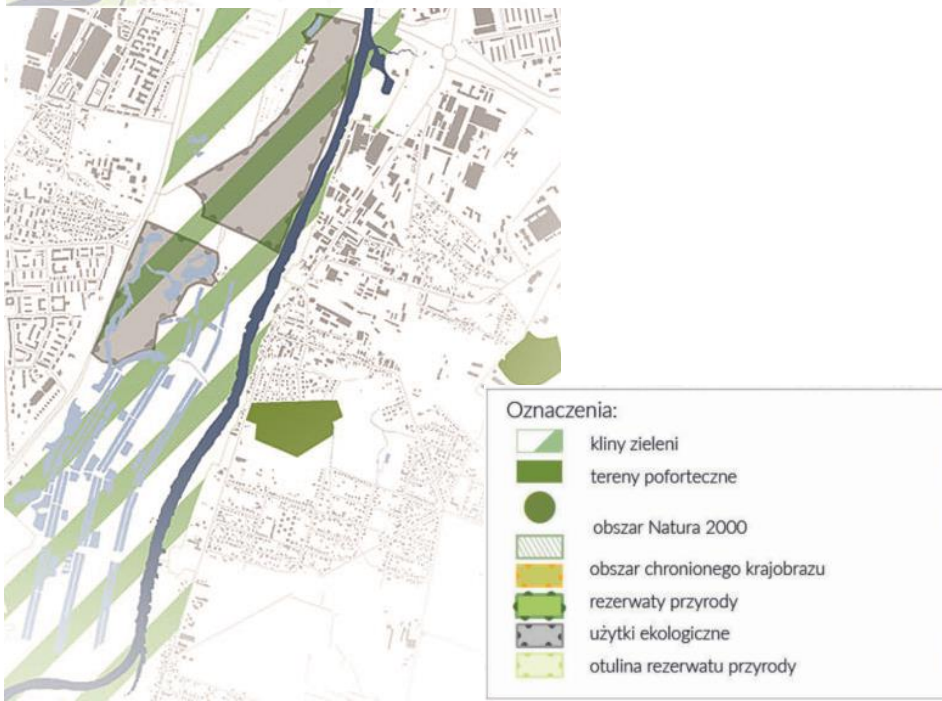 Oznaczenia:
kliny zieleni
tereny poforteczne
obszar Natura 2000
obszar chronionego krajobrazu
rezerwaty przyrody
użytki ekologiczne
otulina rezerwatu przyrody